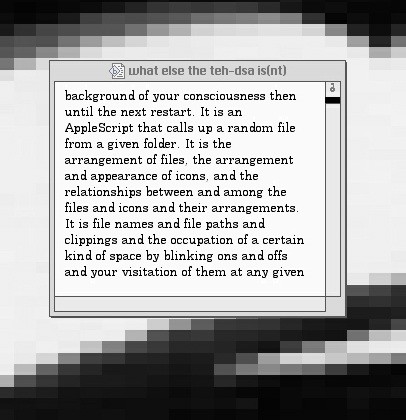 what else the teh-dsa is(nt)
background of your consciousness then
until the next restart. It is an
AppleScript that calls up a random file
from a given folder. It is the
arrangement of files, the arrangement
and appearance of icons, and the
relationships between and among the
files and icons and their arrangements.
It is file names and file paths and
clippings and the occupation of a certain
kind of space by blinking ons and offs
and your visitation of them at any given